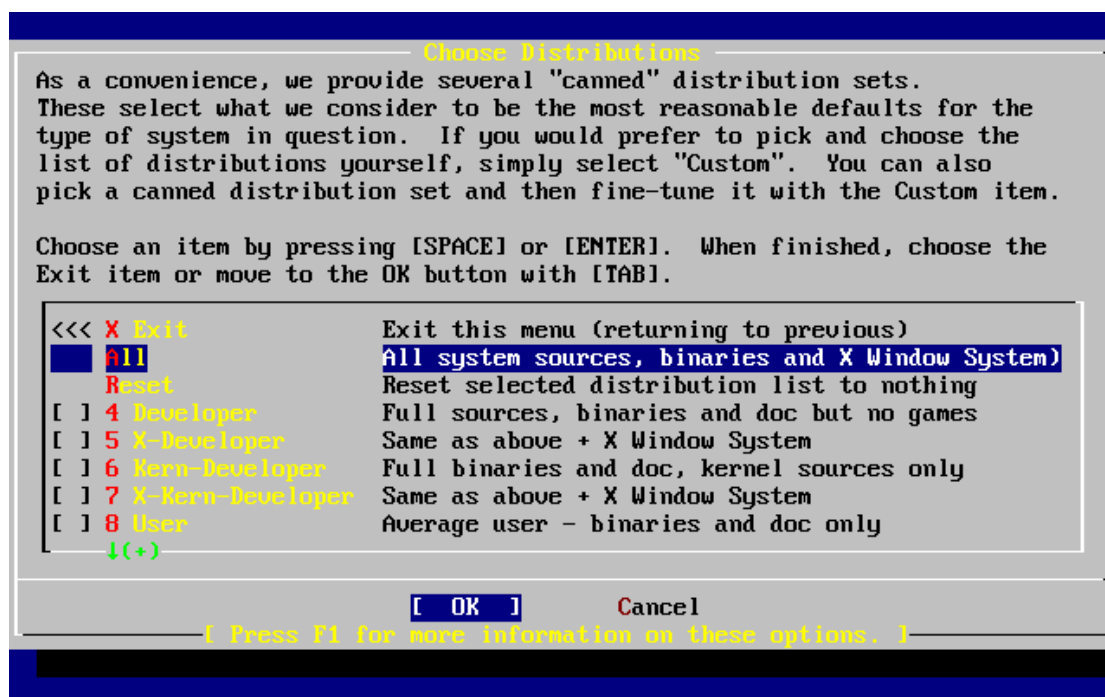 Choose Distributions
As a convenience, we provide several "canned" distribution sets.
These select what we consider to be the most reasonable defaults for the
type of system in question.  If you would prefer to pick and choose the
list of distributions yourself, simply select "Custom".  You can also
pick a canned distribution set and then fine-tune it with the Custom item.
Choose an item by pressing [SPACE] or [ENTER].  When finished, choose the
Exit item or move to the OK button with [TAB].
<<< X Exit Exit this menu (returning to previous)
All All system sources, binaries and X Window System)
Reset Reset selected distribution list to nothing
[ ] 4 Developer Full sources, binaries and doc but no games
[ ] 5 X-Developer Same as above + X Window System
[ ] 6 Kern-Developer Full binaries and doc, kernel sources only
[ ] 7 X-Kern-Developer Same as above + X Window System
[ ] 8 User Average user - binaries and doc only
↓(+)
[ OK ] Cancel
[ Press F1 for more information on these options. ]